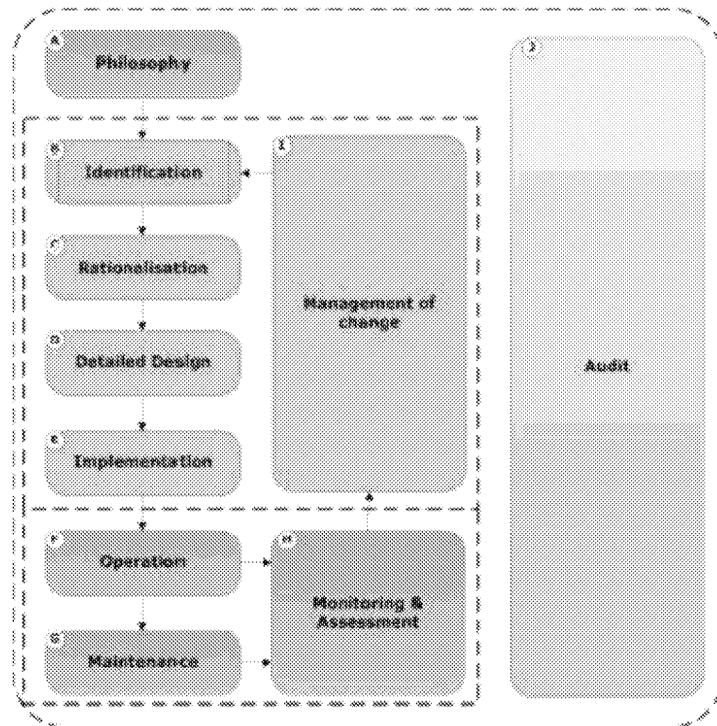 A
Philosophy
B
Identification
I
C
Rationalisation
Management of
change
D
Detailed Design
E
Implementation
F
Operation
H
Monitoring &
Assessment
G
Maintenance
J
Audit